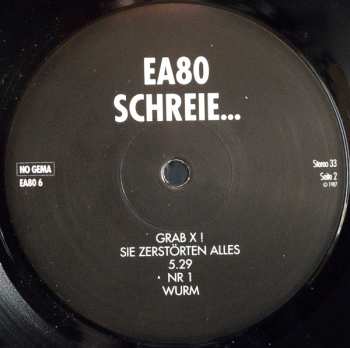 EA80
SCHREIE...
NO GEMA
EA80 6
Stereo 33
Seite 2
© 1987
GRAB X !
SIE ZERSTÖRTEN ALLES
5.29
NR 1
WURM